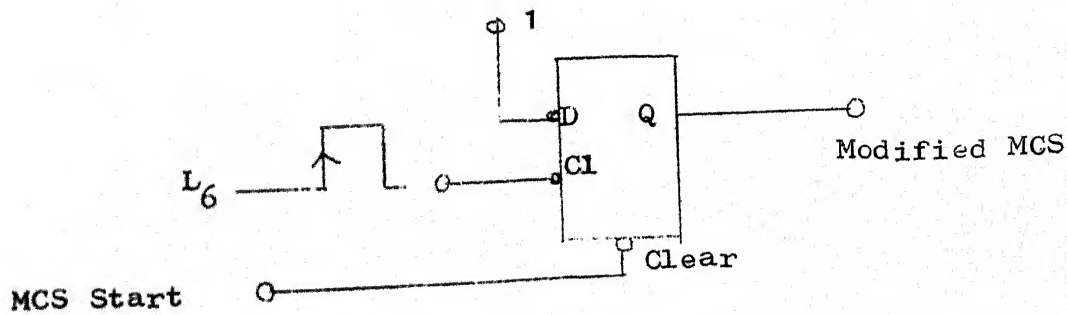 1
D Q
Modified MCS
L6
Cl
Clear
MCS Start